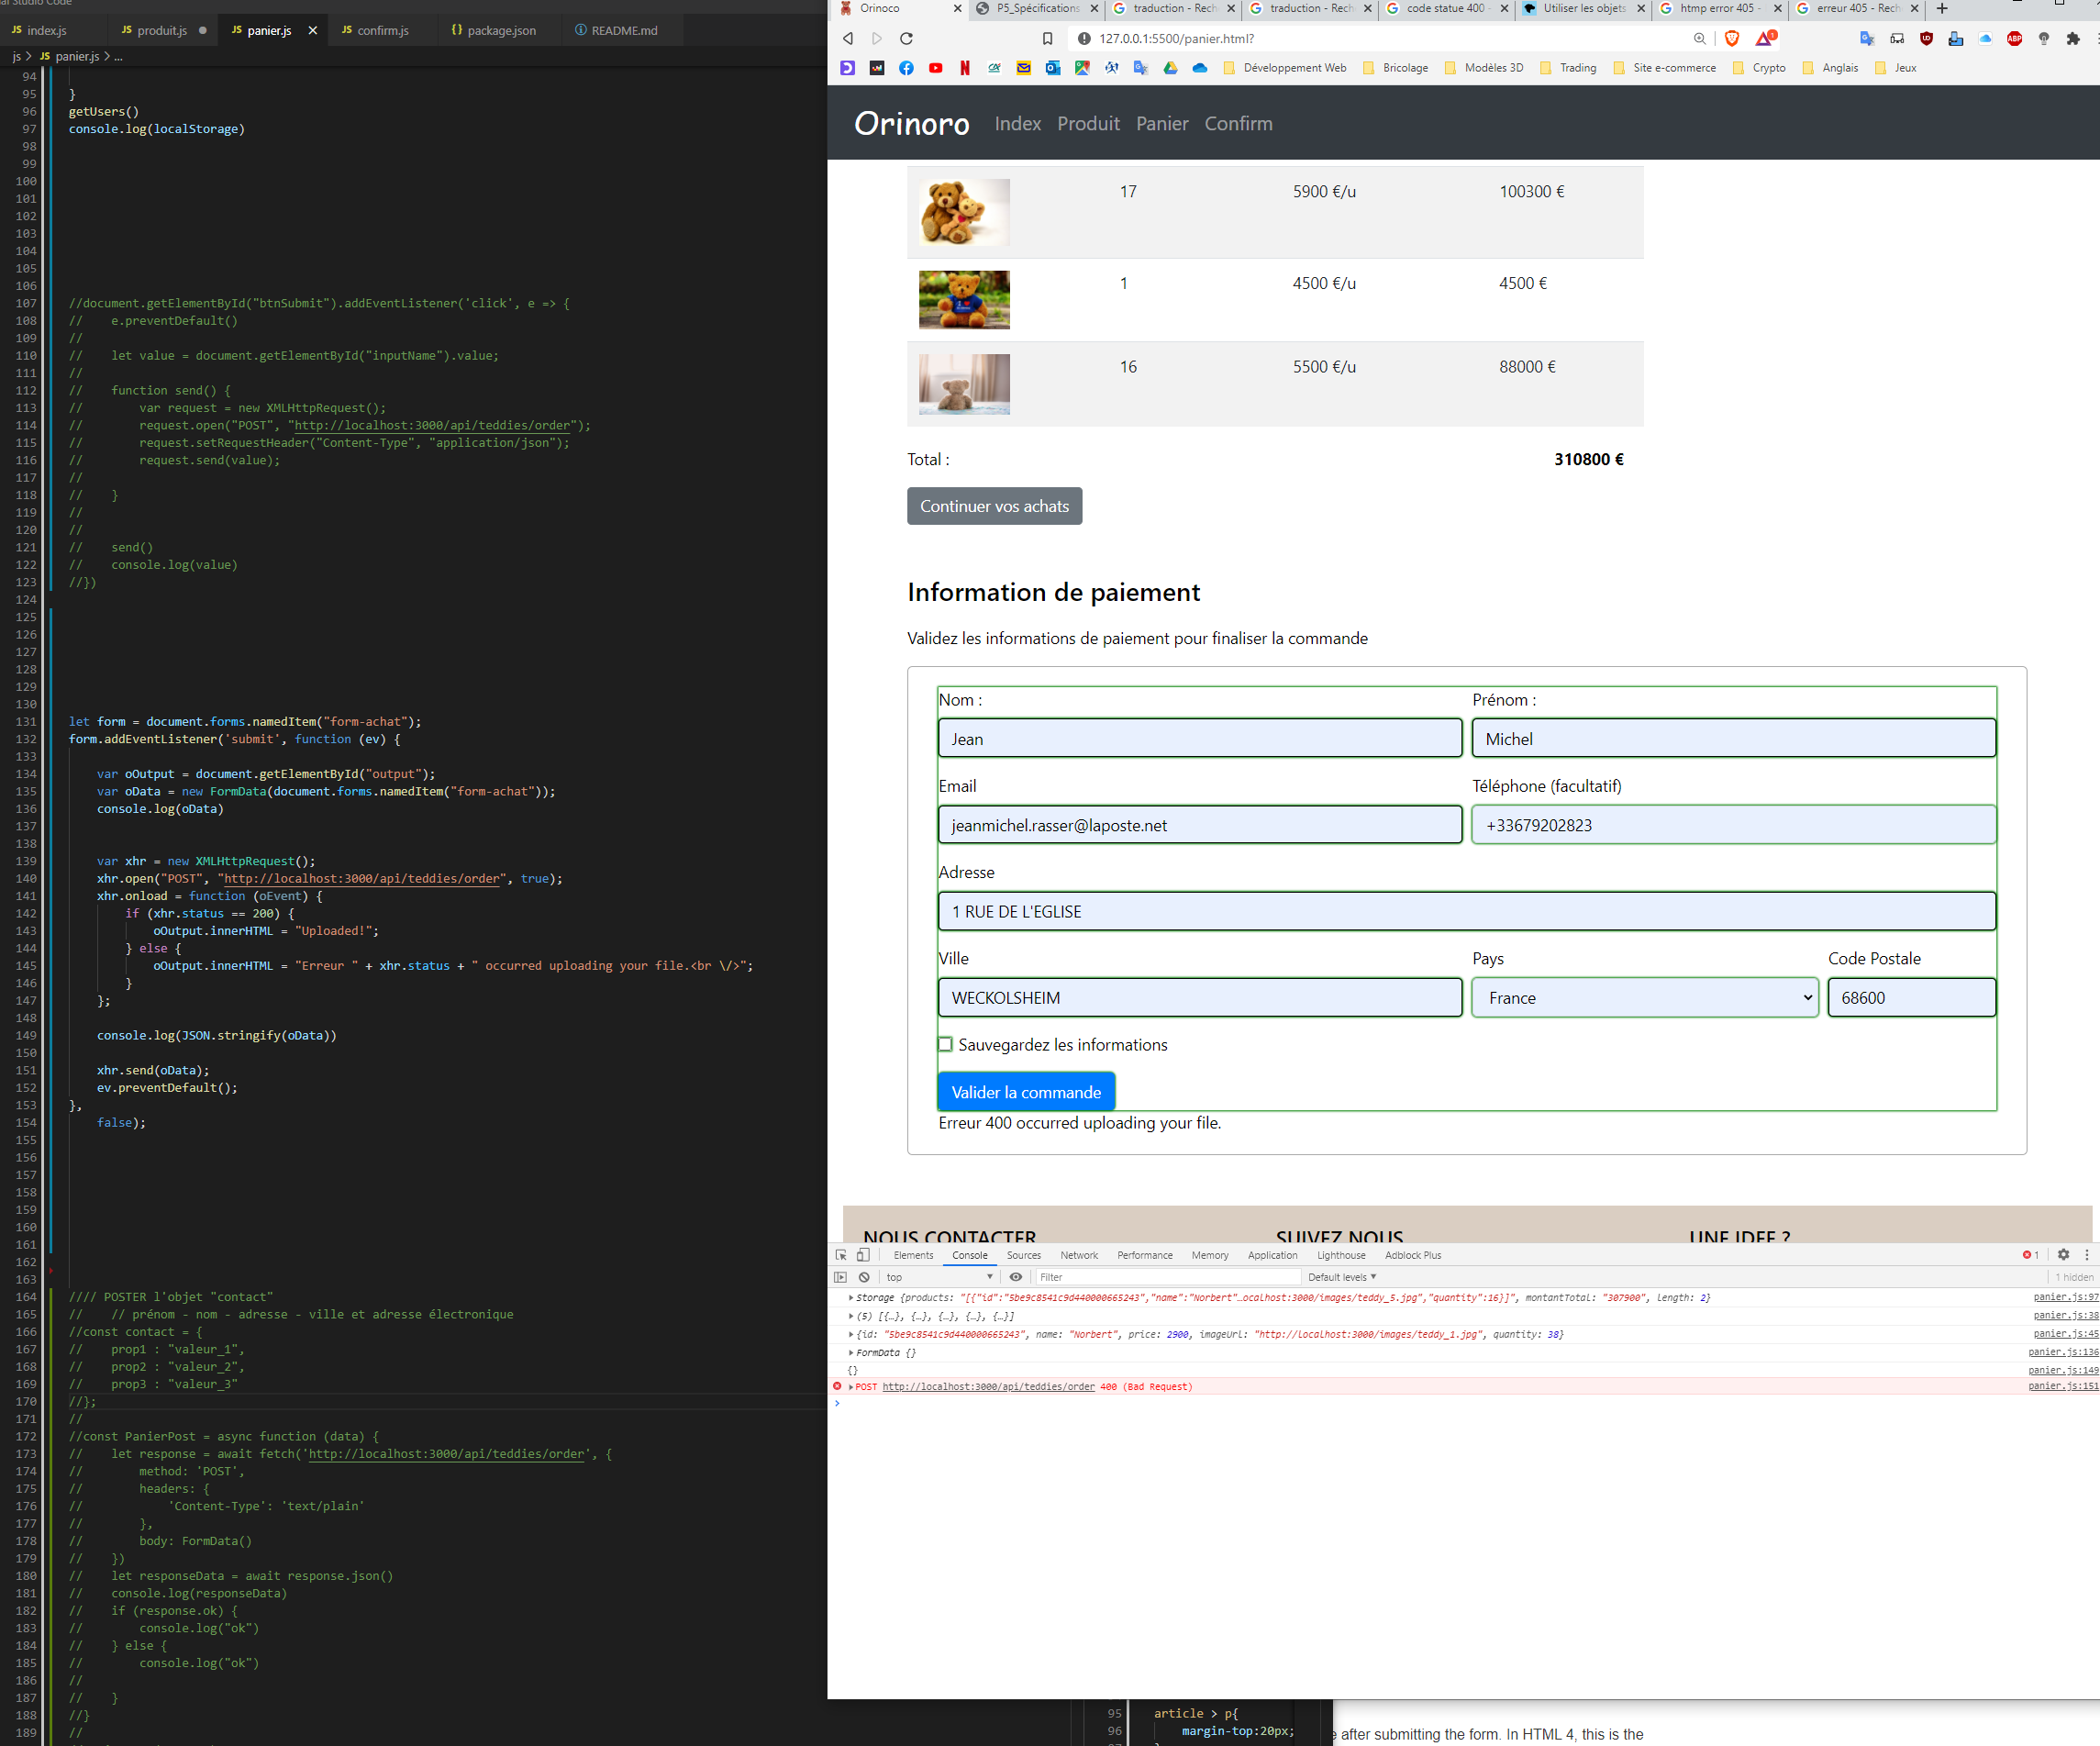 al Studio Code
JS index.js
JS produit.js
JS panier.js
JS confirm.js
{} package.json
README.md
js > JS panier.js > ...
94
95 }
96 getUsers()
97 console.log(localStorage)
98
99
100
101
102
103
104
105
106
107 //document.getElementById("btnSubmit").addEventListener('click', e => {
108 // e.preventDefault()
109 //
110 // let value = document.getElementById("inputName").value;
111 //
112 // function send() {
113 // var request = new XMLHttpRequest();
114 // request.open("POST", "http://localhost:3000/api/teddies/order");
115 // request.setRequestHeader("Content-Type", "application/json");
116 // request.send(value);
117 //
118 // }
119 //
120 //
121 // send()
122 // console.log(value)
123 //})
124
125
126
127
128
129
130
131 let form = document.forms.namedItem("form-achat");
132 form.addEventListener('submit', function (ev) {
133
134 var oOutput = document.getElementById("output");
135 var oData = new FormData(document.forms.namedItem("form-achat"));
136 console.log(oData)
137
138
139 var xhr = new XMLHttpRequest();
140 xhr.open("POST", "http://localhost:3000/api/teddies/order", true);
141 xhr.onload = function (oEvent) {
142 if (xhr.status == 200) {
143 oOutput.innerHTML = "Uploaded!";
144 } else {
145 oOutput.innerHTML = "Erreur " + xhr.status + " occurred uploading your file.<br \/>";
146 }
147 };
148
149 console.log(JSON.stringify(oData))
150
151 xhr.send(oData);
152 ev.preventDefault();
153 },
154 false);
155
156
157
158
159
160
161
162
163
164 //// POSTER l'objet "contact"
165 // // prénom - nom - adresse - ville et adresse électronique
166 //const contact = {
167 // prop1 : "valeur_1",
168 // prop2 : "valeur_2",
169 // prop3 : "valeur_3"
170 //};
171 //
172 //const PanierPost = async function (data) {
173 // let response = await fetch('http://localhost:3000/api/teddies/order', {
174 // method: 'POST',
175 // headers: {
176 // 'Content-Type': 'text/plain'
177 // },
178 // body: FormData()
179 // })
180 // let responseData = await response.json()
181 // console.log(responseData)
182 // if (response.ok) {
183 // console.log("ok")
184 // } else {
185 // console.log("ok")
186 //
187 // }
188 //}
189 //
Orinoco
P5_Spécifications
traduction - Rech
traduction - Rech
code statue 400 -
Utiliser les objets
htmp error 405 -
erreur 405 - Rech
127.0.0.1:5500/panier.html?
Développement Web
Bricolage
Modèles 3D
Trading
Site e-commerce
Crypto
Anglais
Jeux
Orinoro
Index Produit Panier Confirm
17 5900 €/u 100300 €
1 4500 €/u 4500 €
16 5500 €/u 88000 €
Total : 310800 €
Continuer vos achats
Information de paiement
Validez les informations de paiement pour finaliser la commande
Nom : Prénom :
Jean Michel
Email Téléphone (facultatif)
jeanmichel.rasser@laposte.net +33679202823
Adresse
1 RUE DE L'EGLISE
Ville Pays Code Postale
WECKOLSHEIM France 68600
Sauvegardez les informations
Valider la commande
Erreur 400 occurred uploading your file.
NOUS CONTACTER SUIVEZ NOUS UNE IDEE ?
Elements Console Sources Network Performance Memory Application Lighthouse Adblock Plus 1
top Filter Default levels 1 hidden
Storage {products: "[{"id":"5be9c8541c9d440000665243","name":"Norbert"…ocalhost:3000/images/teddy_5.jpg","quantity":16}]", montantTotal: "307900", length: 2} panier.js:97
(5) [{…}, {…}, {…}, {…}, {…}] panier.js:38
{id: "5be9c8541c9d440000665243", name: "Norbert", price: 2900, imageUrl: "http://localhost:3000/images/teddy_1.jpg", quantity: 38} panier.js:45
FormData {} panier.js:136
{} panier.js:149
POST http://localhost:3000/api/teddies/order 400 (Bad Request) panier.js:151
95 article > p{
96 margin-top:20px;
e after submitting the form. In HTML 4, this is the